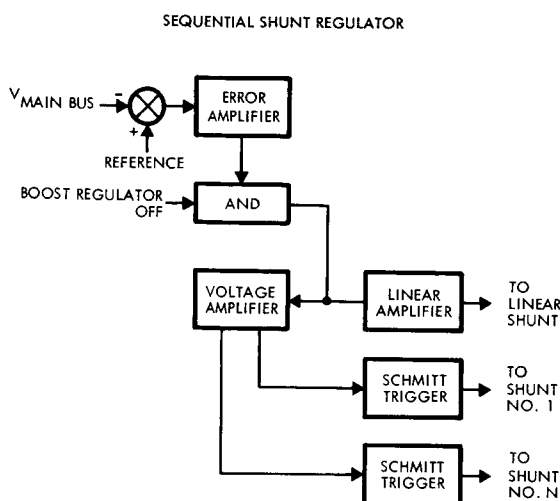 SEQUENTIAL SHUNT REGULATOR
V MAIN BUS
-
+
REFERENCE
ERROR
AMPLIFIER
BOOST REGULATOR
OFF
AND
VOLTAGE
AMPLIFIER
LINEAR
AMPLIFIER
TO
LINEAR
SHUNT
SCHMITT
TRIGGER
TO
SHUNT
NO. 1
SCHMITT
TRIGGER
TO
SHUNT
NO. N